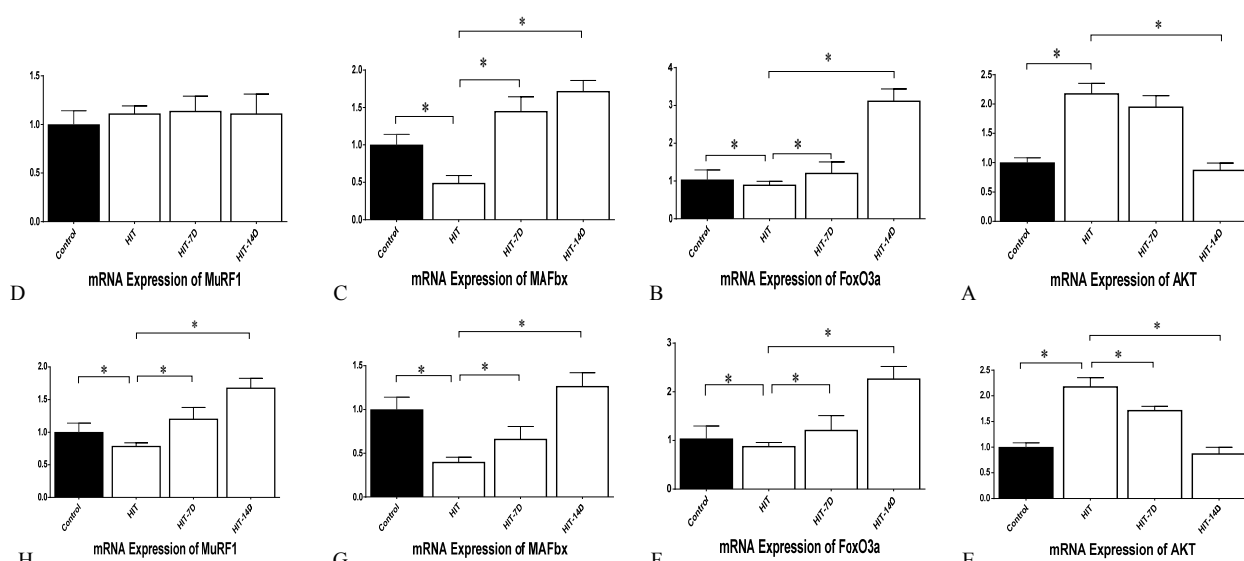 *
*
*
1.5
1.0
0.5
0.0
Control
HIT
HIT-7D
HIT-14D
mRNA Expression of MuRF1
D
2.0
1.5
1.0
0.5
0.0
*
Control
HIT
HIT-7D
HIT-14D
mRNA Expression of MAFbx
C
*
4
3
2
1
0
* *
Control
HIT
HIT-7D
HIT-14D
mRNA Expression of FoxO3a
B
*
*
2.5
2.0
1.5
1.0
0.5
0.0
Control
HIT
HIT-7D
HIT-14D
mRNA Expression of AKT
A
*
* *
2.0
1.5
1.0
0.5
0.0
Control
HIT
HIT-7D
HIT-14D
mRNA Expression of MuRF1
H
*
* *
1.5
1.0
0.5
0.0
Control
HIT
HIT-7D
HIT-14D
mRNA Expression of MAFbx
G
*
* *
3
2
1
0
Control
HIT
HIT-7D
HIT-14D
mRNA Expression of FoxO3a
*
* *
2.5
2.0
1.5
1.0
0.5
0.0
Control
HIT
HIT-7D
HIT-14D
mRNA Expression of AKT